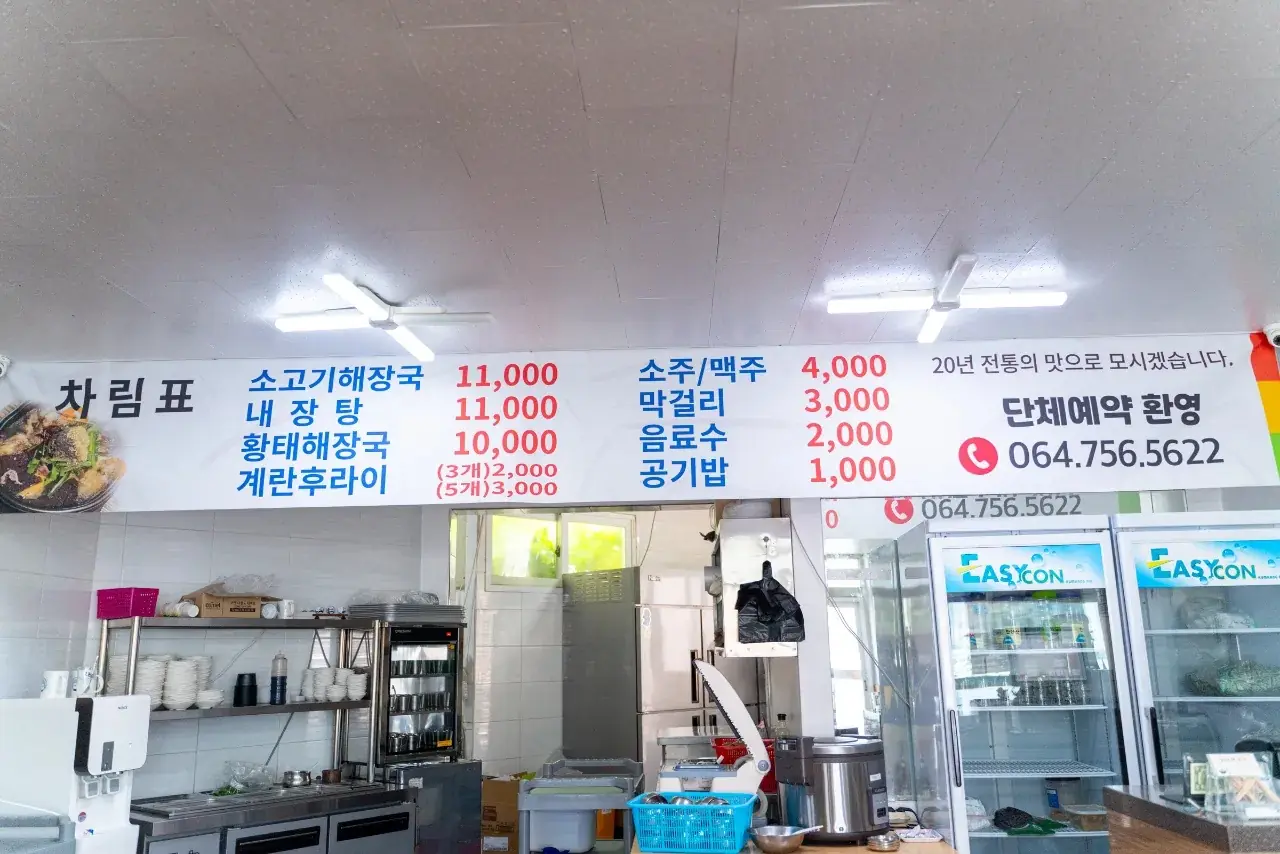 차림표
소고기해장국 11,000
내 장 탕 11,000
황태해장국 10,000
계란후라이 (3개)2,000
(5개)3,000
소주/맥주 4,000
막걸리 3,000
음료수 2,000
공기밥 1,000
20년 전통의 맛으로 모시겠습니다.
단체예약 환영
064.756.5622
0 064.756.5622
EASYCON
EASYCON